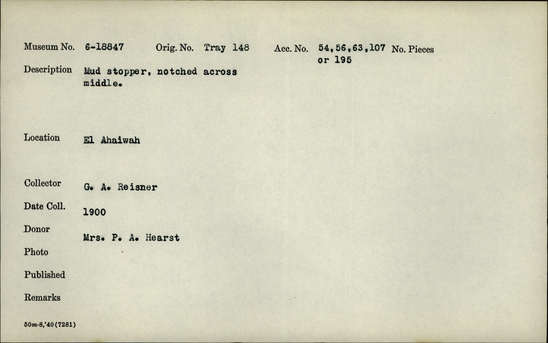 Museum No. 6-18847 Orig. No. Tray 148 Acc. No. 54,56,63,107 No. Pieces
or 195
Description Mud stopper, notched across
middle.
Location El Ahaiwah
Collector G. A. Reisner
Date Coll. 1900
Donor Mrs. P. A. Hearst
Photo
Published
Remarks
50m-8,'40(7281)